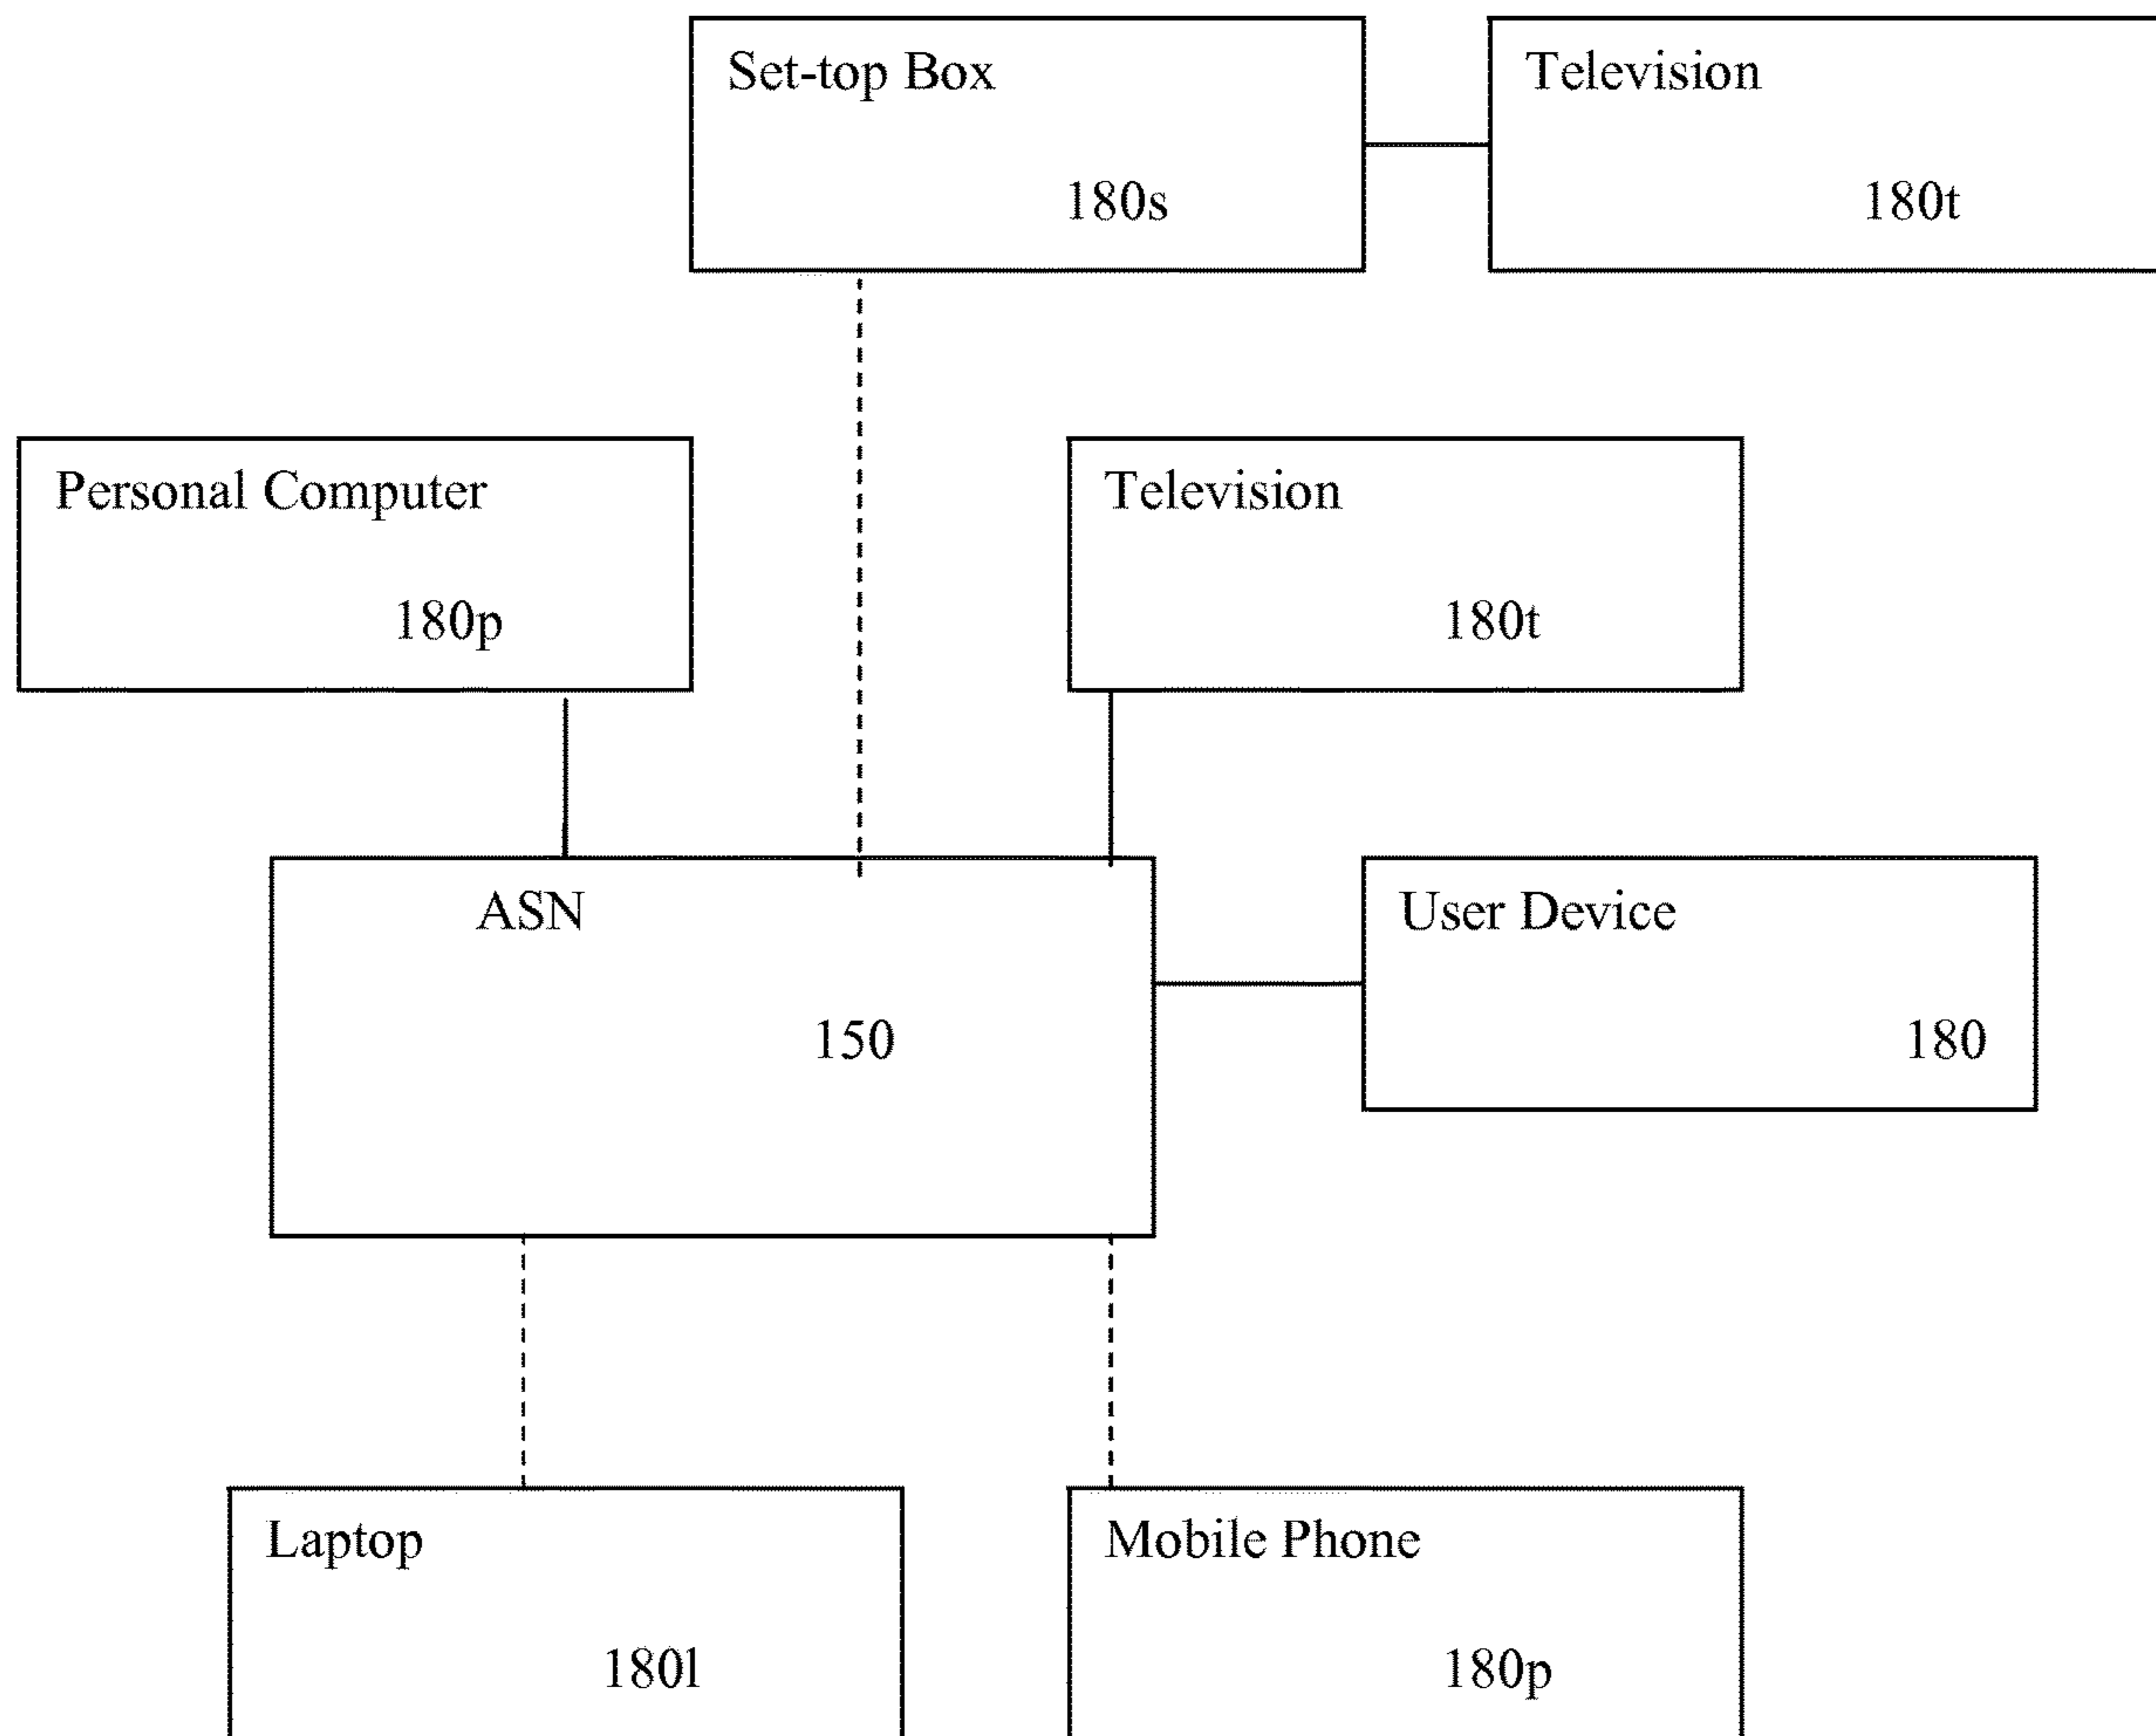 Set-top Box
180s
Television
180t
Personal Computer
180p
Television
180t
ASN
150
User Device
180
Laptop
180l
Mobile Phone
180p